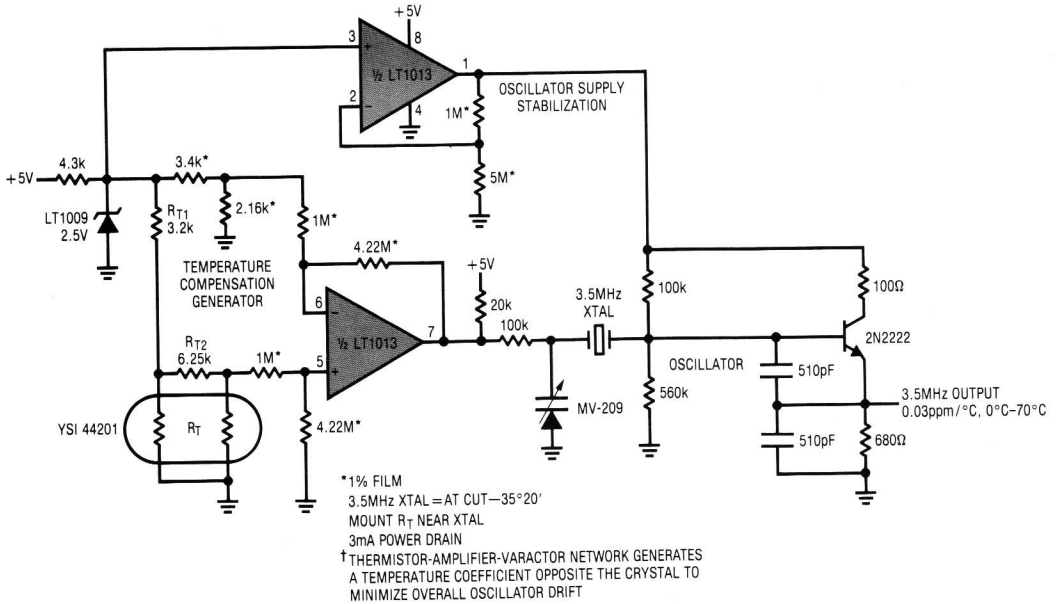 +5V
3
8
½ LT1013
1
2
4
OSCILLATOR SUPPLY
STABILIZATION
1M*
5M*
+5V
4.3k
3.4k*
LT1009
2.5V
RT1
3.2k
2.16k*
1M*
4.22M*
TEMPERATURE
COMPENSATION
GENERATOR
+5V
20k
6
½ LT1013
7
5
100k
3.5MHz
XTAL
100k
100Ω
2N2222
RT2
6.25k
1M*
OSCILLATOR
510pF
YSI 44201
RT
4.22M*
MV-209
560k
3.5MHz OUTPUT
0.03ppm/°C, 0°C–70°C
510pF
680Ω
*1% FILM
3.5MHz XTAL=AT CUT—35°20'
MOUNT RT NEAR XTAL
3mA POWER DRAIN
†THERMISTOR-AMPLIFIER-VARACTOR NETWORK GENERATES
A TEMPERATURE COEFFICIENT OPPOSITE THE CRYSTAL TO
MINIMIZE OVERALL OSCILLATOR DRIFT